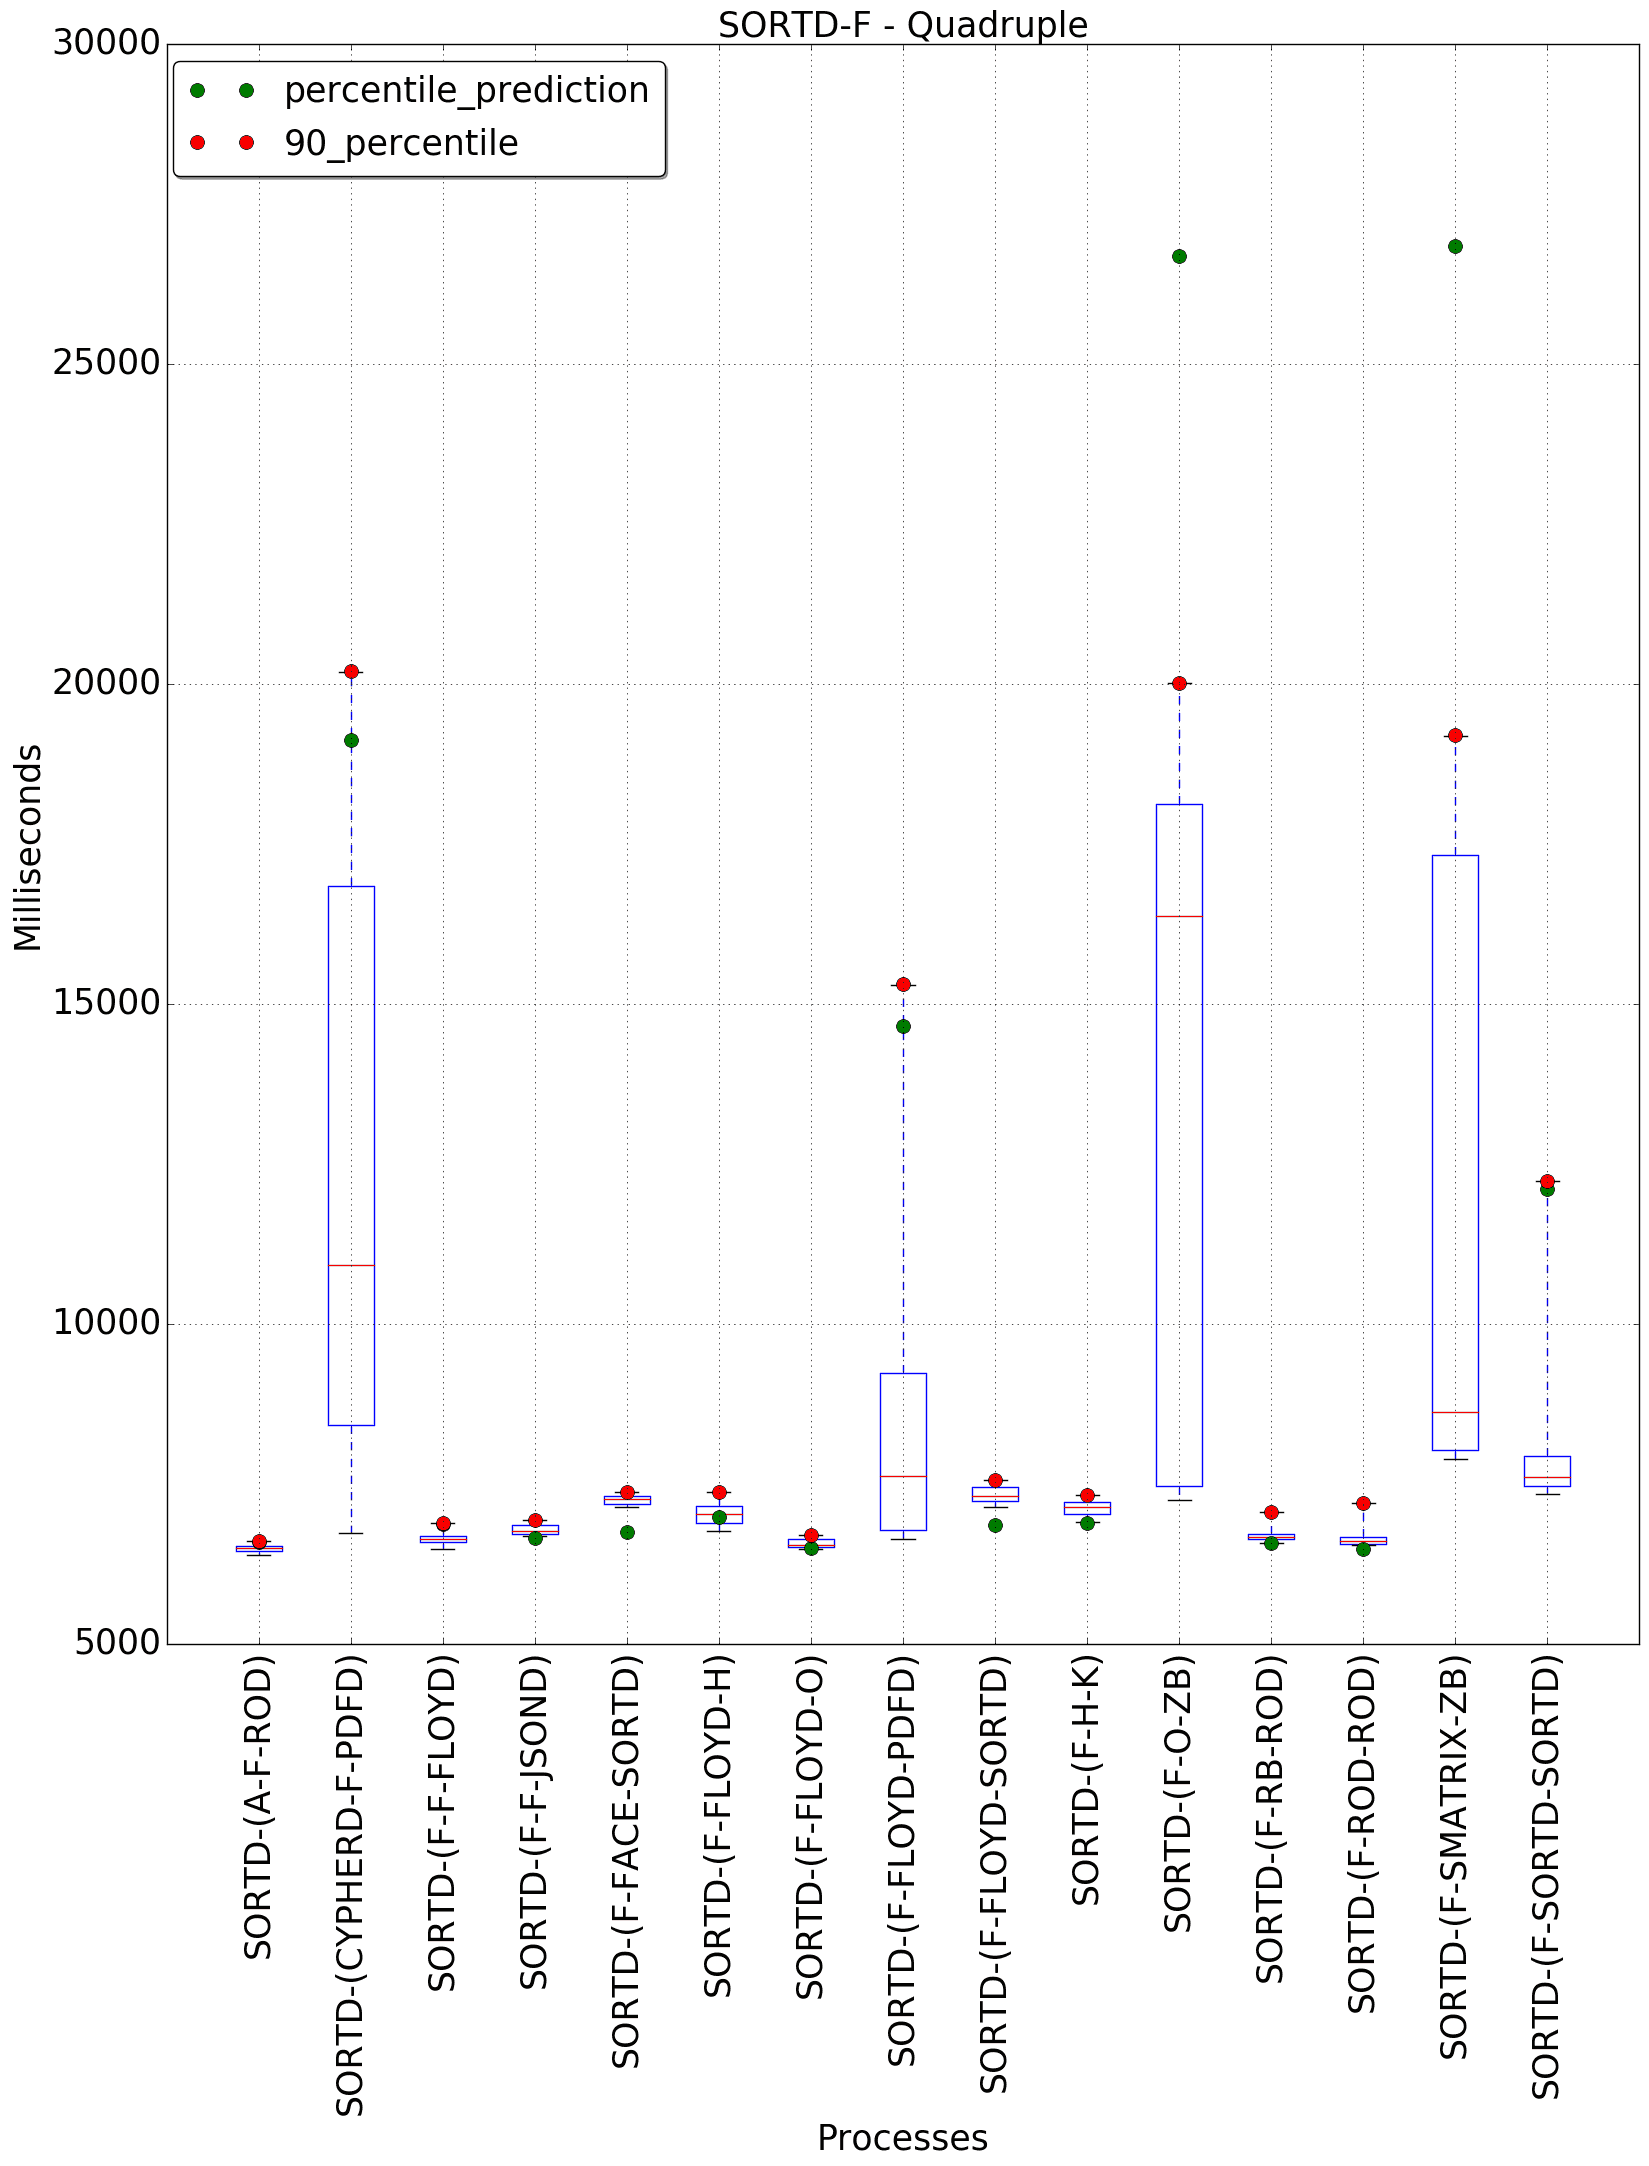 SORTD-F - Quadruple
percentile_prediction
90_percentile
30000
25000
20000
15000
10000
5000
Milliseconds
SORTD-(A-F-ROD)
SORTD-(CYPHERD-F-PDFD)
SORTD-(F-F-FLOYD)
SORTD-(F-F-JSOND)
SORTD-(F-FACE-SORTD)
SORTD-(F-FLOYD-H)
SORTD-(F-FLOYD-O)
SORTD-(F-FLOYD-PDFD)
SORTD-(F-FLOYD-SORTD)
SORTD-(F-H-K)
SORTD-(F-O-ZB)
SORTD-(F-RB-ROD)
SORTD-(F-ROD-ROD)
SORTD-(F-SMATRIX-ZB)
SORTD-(F-SORTD-SORTD)
Processes